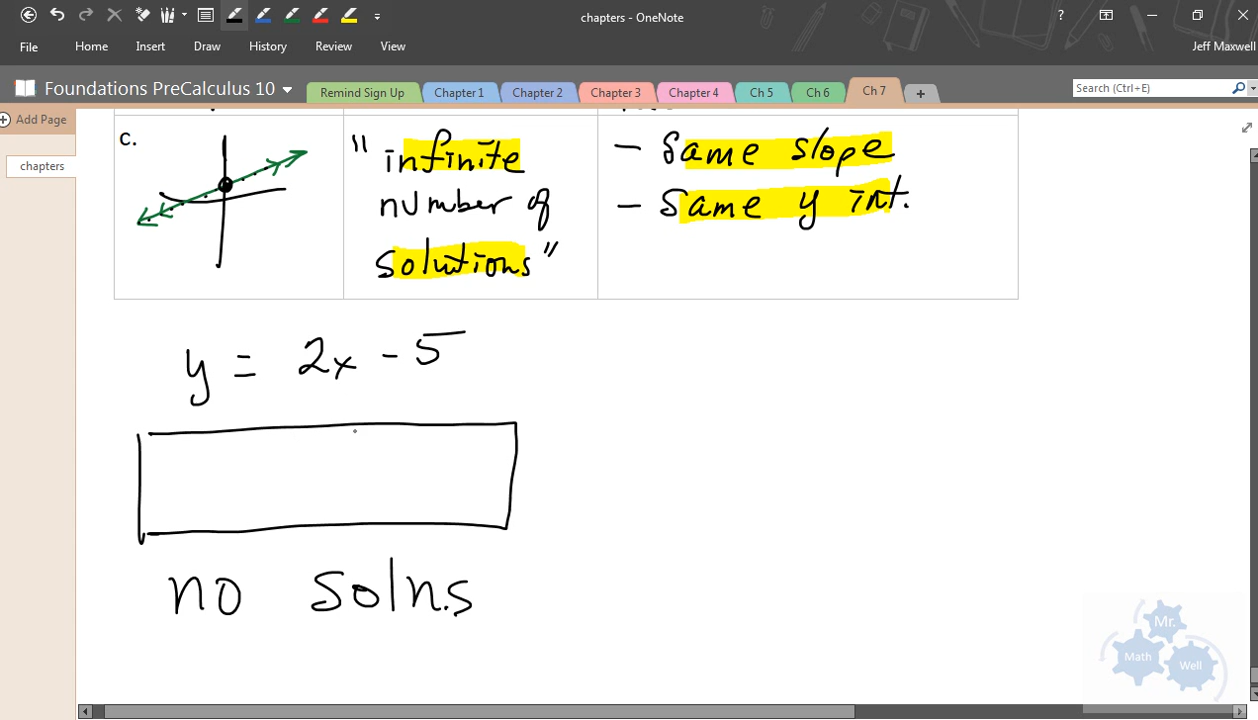 chapters - OneNote
?
File
Home
Insert
Draw
History
Review
View
Jeff Maxwell
Foundations PreCalculus 10
Remind Sign Up
Chapter 1
Chapter 2
Chapter 3
Chapter 4
Ch 5
Ch 6
Ch 7
+
Search (Ctrl+E)
Add Page
chapters
c.
"infinite
number of
solutions"
- Same slope
- Same y int.
y = 2x - 5
no solns
Mr.
Math
Well